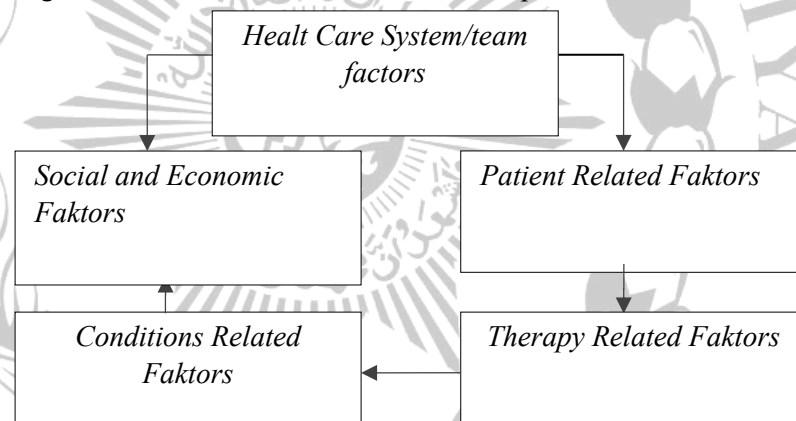 Healt Care System/team
factors
Social and Economic
Faktors
Patient Related Faktors
Conditions Related
Faktors
Therapy Related Faktors